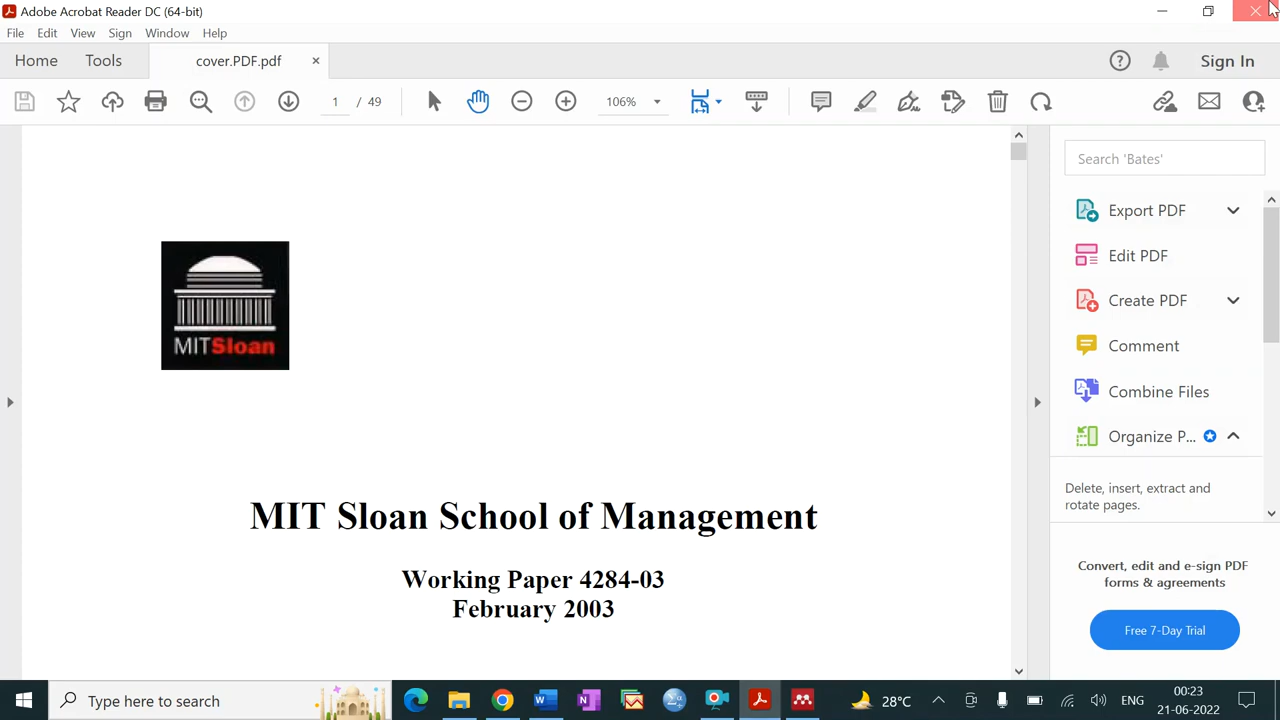 Adobe Acrobat Reader DC (64-bit)
File Edit View Sign Window Help
Home Tools cover.PDF.pdf × Sign In
1 / 49 106%
Search 'Bates'
Export PDF
Edit PDF
Create PDF
Comment
Combine Files
Organize P...
Delete, insert, extract and
rotate pages.
Convert, edit and e-sign PDF
forms & agreements
Free 7-Day Trial
MITSloan
MIT Sloan School of Management
Working Paper 4284-03
February 2003
Type here to search
28°C
ENG
00:23
21-06-2022